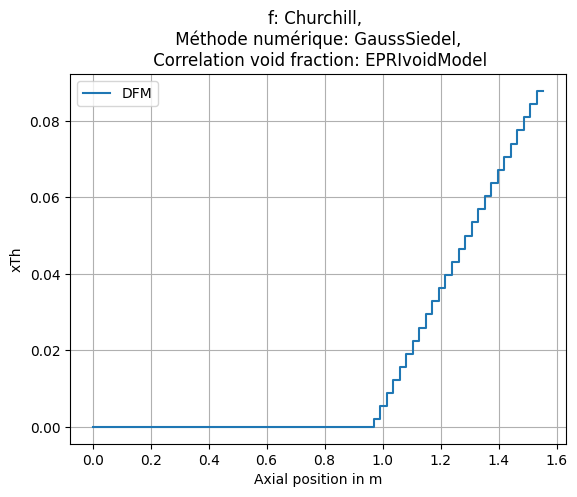 f: Churchill,
Méthode numérique: GaussSiedel,
Correlation void fraction: EPRIvoidModel
DFM
xTh
0.08
0.06
0.04
0.02
0.00
0.0 0.2 0.4 0.6 0.8 1.0 1.2 1.4 1.6
Axial position in m